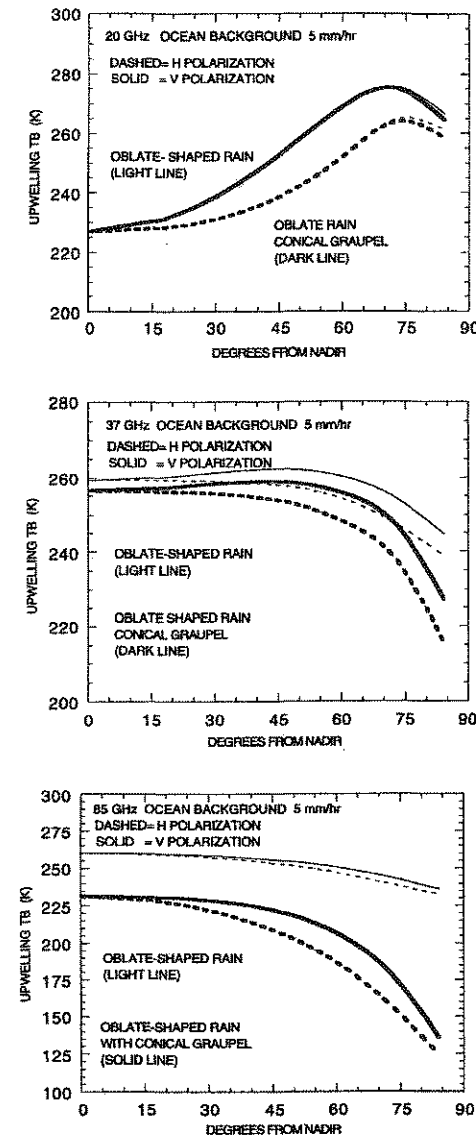 300
20 GHz OCEAN BACKGROUND 5 mm/hr
DASHED= H POLARIZATION
SOLID = V POLARIZATION
280
260
240
220
200
OBLATE- SHAPED RAIN
(LIGHT LINE)
OBLATE RAIN
CONICAL GRAUPEL
(DARK LINE)
UPWELLING TB (K)
0 15 30 45 60 75 90
DEGREES FROM NADIR
280
37 GHz OCEAN BACKGROUND 5 mm/hr
DASHED= H POLARIZATION
SOLID = V POLARIZATION
260
240
220
200
OBLATE-SHAPED RAIN
(LIGHT LINE)
OBLATE SHAPED RAIN
CONICAL GRAUPEL
(DARK LINE)
UPWELLING TB (K)
0 15 30 45 60 75 90
DEGREES FROM NADIR
300
85 GHz OCEAN BACKGROUND 5 mm/hr
DASHED= H POLARIZATION
SOLID = V POLARIZATION
275
250
225
200
175
150
125
100
OBLATE-SHAPED RAIN
(LIGHT LINE)
OBLATE-SHAPED RAIN
WITH CONICAL GRAUPEL
(SOLID LINE)
UPWELLING TB (K)
0 15 30 45 60 75 90
DEGREES FROM NADIR